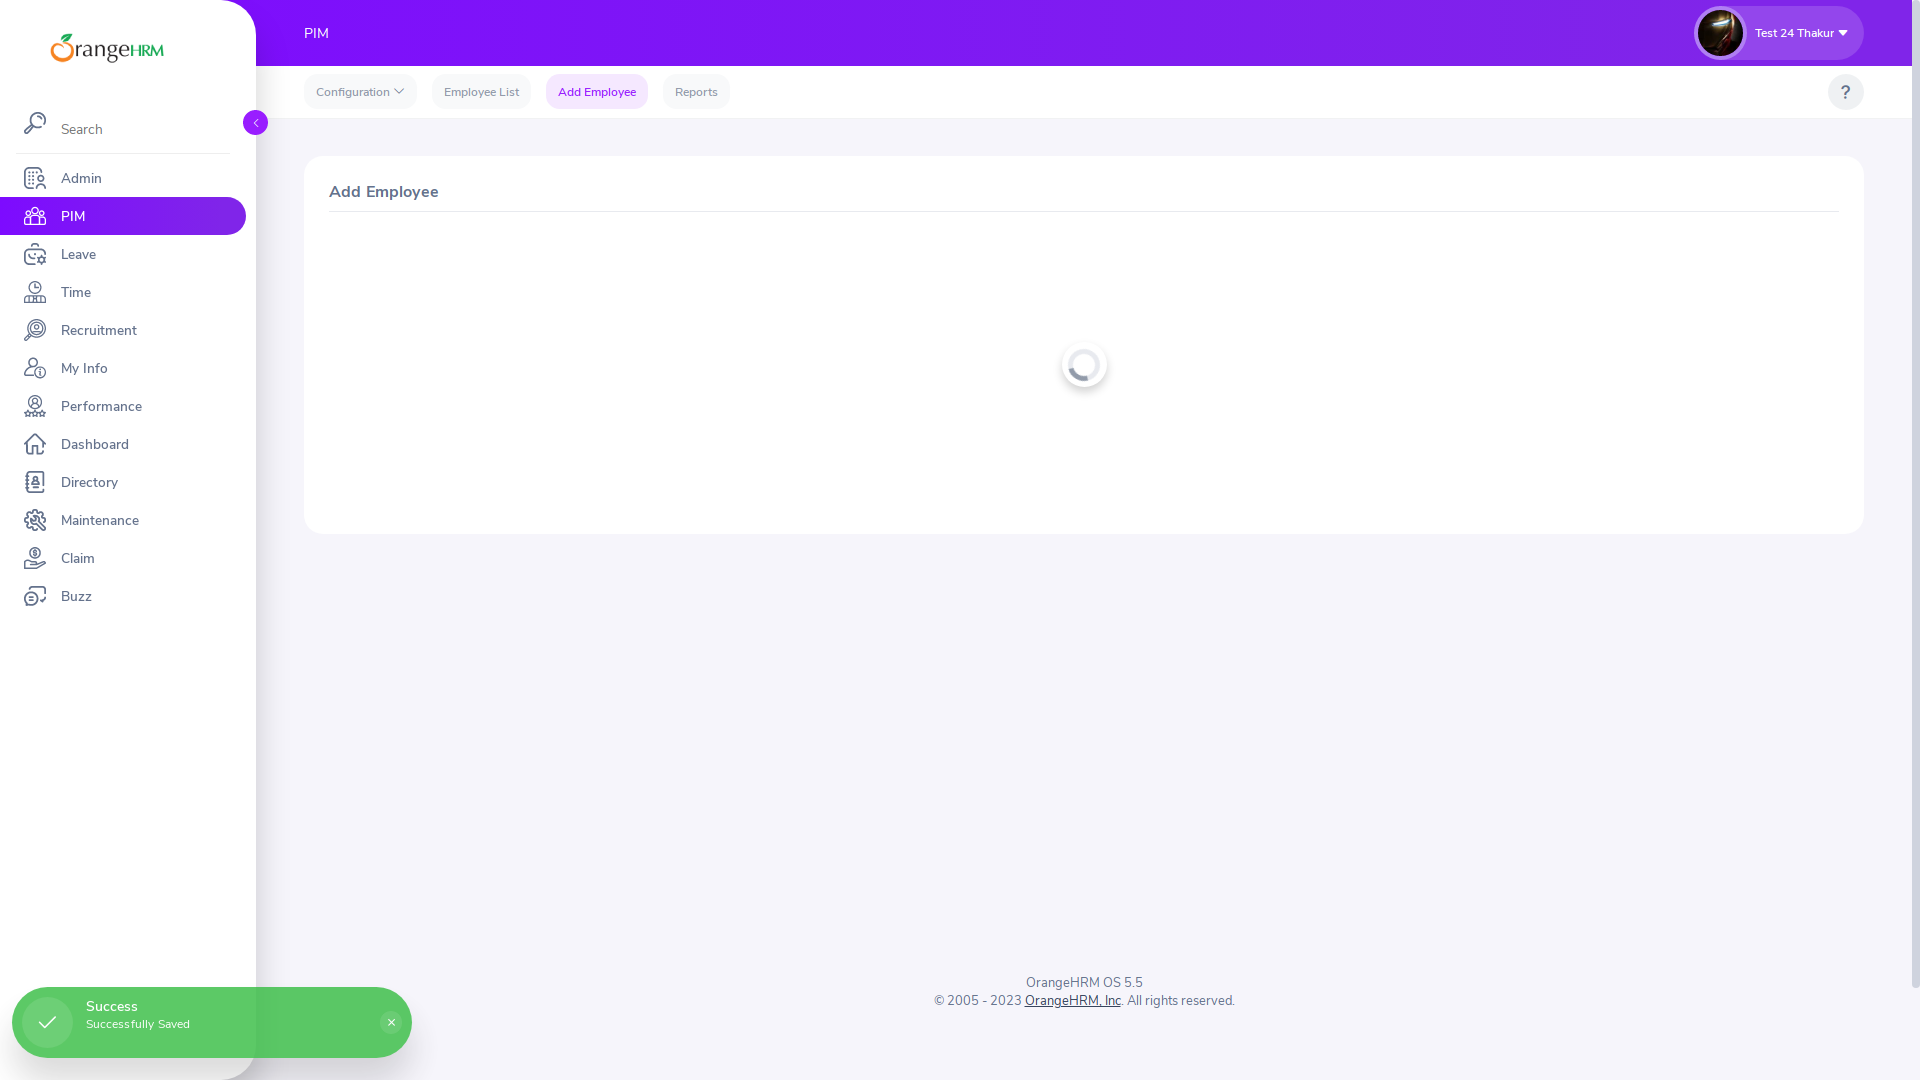 OrangeHRM
PIM
Test 24 Thakur
Configuration
Employee List
Add Employee
Reports
?
Search
Admin
PIM
Leave
Time
Recruitment
My Info
Performance
Dashboard
Directory
Maintenance
Claim
Buzz
Add Employee
OrangeHRM OS 5.5
© 2005 - 2023 OrangeHRM, Inc. All rights reserved.
Success
Successfully Saved